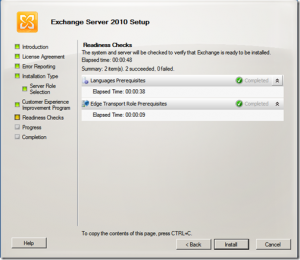 Exchange Server 2010 Setup
Introduction
License Agreement
Error Reporting
Installation Type
Server Role
Selection
Customer Experience
Improvement Program
Readiness Checks
Progress
Completion
Readiness Checks
The system and server will be checked to verify that Exchange is ready to be installed.
Elapsed time: 00:00:48
Summary: 2 item(s). 2 succeeded, 0 failed.
Languages Prerequisites
Completed
Elapsed Time: 00:00:38
Edge Transport Role Prerequisites
Completed
Elapsed Time: 00:00:09
To copy the contents of this page, press CTRL+C.
Help
< Back
Install
Cancel